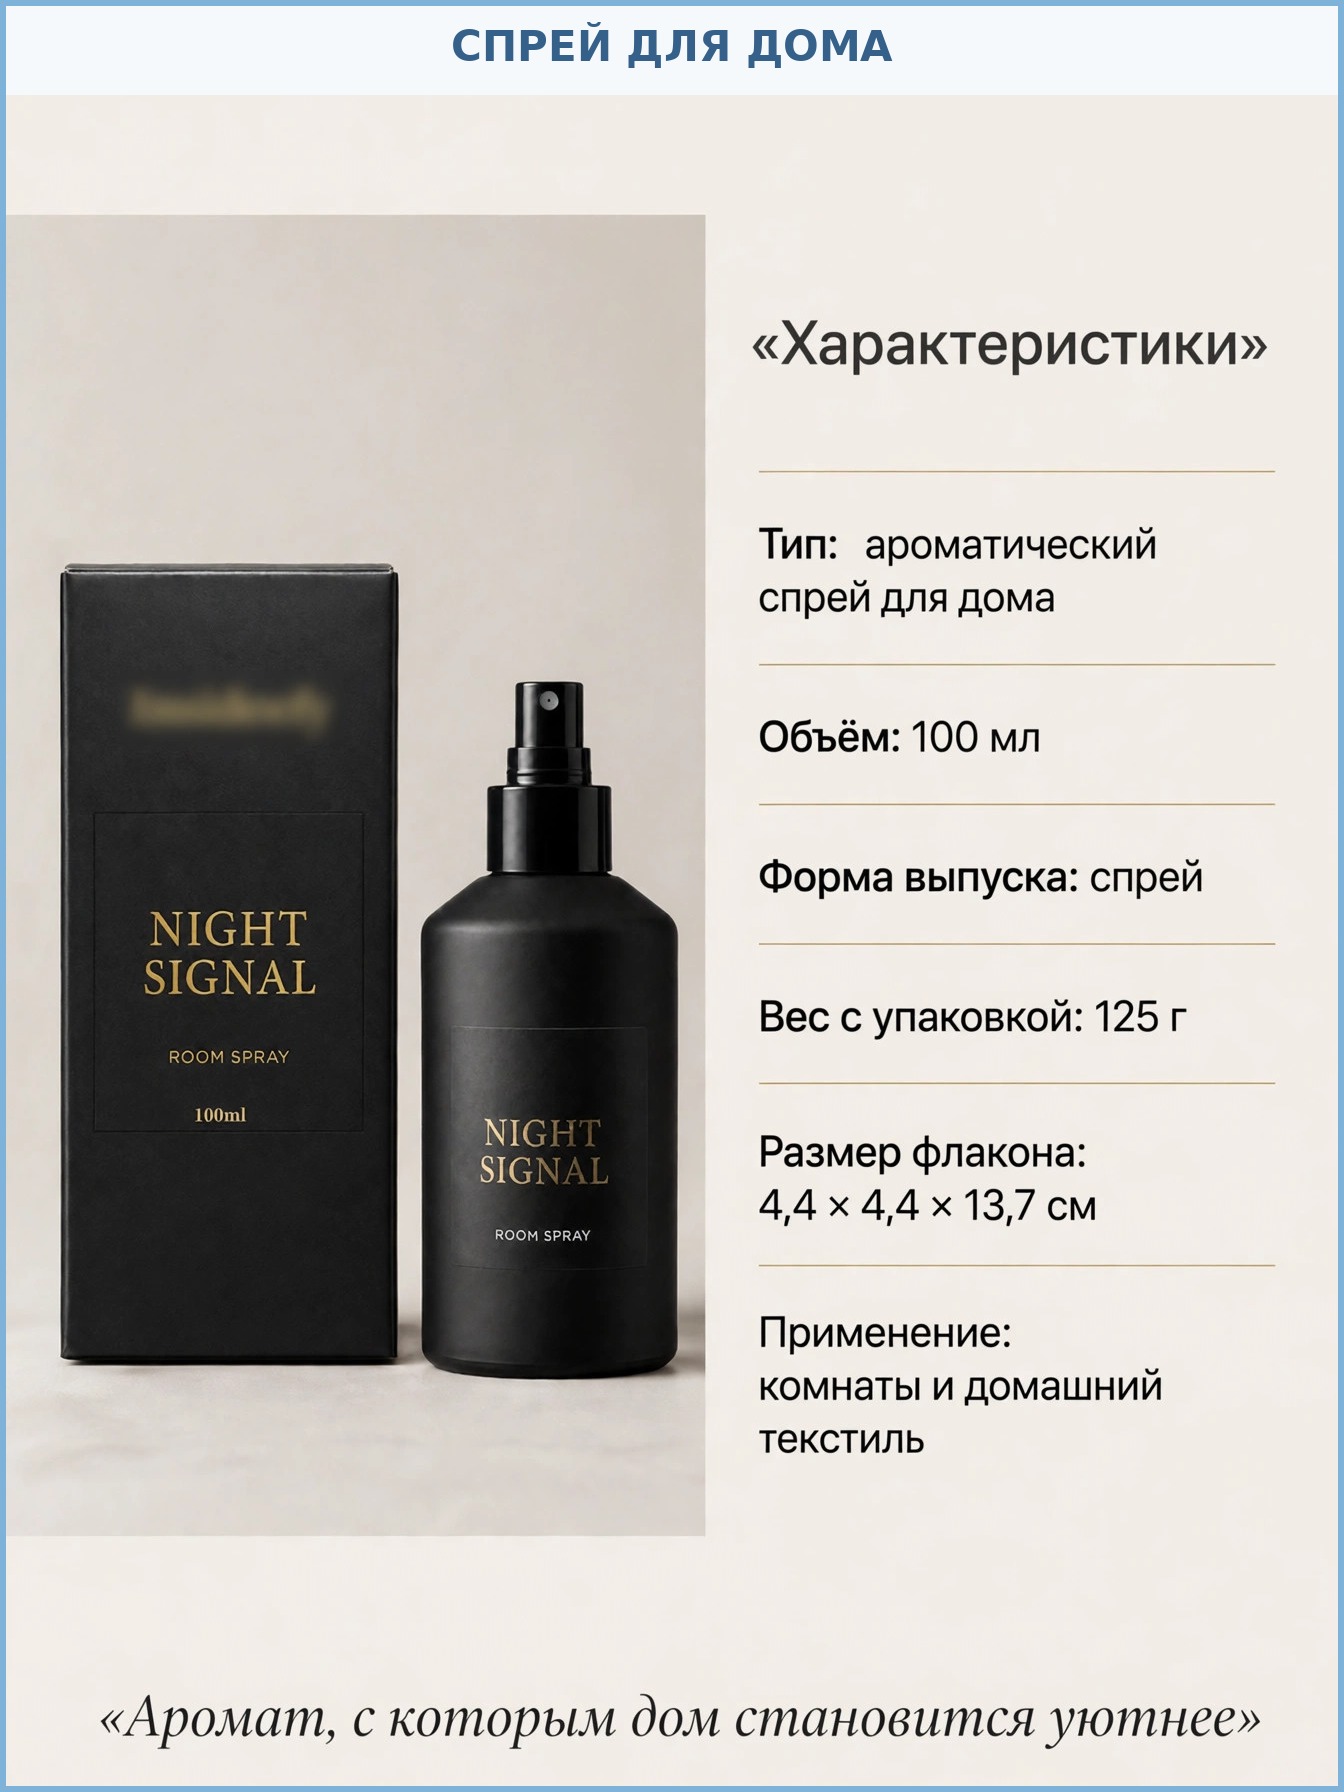 СПРЕЙ ДЛЯ ДОМА
«Характеристики»
Тип: ароматический
спрей для дома
Объём: 100 мл
Форма выпуска: спрей
Вес с упаковкой: 125 г
Размер флакона:
4,4 × 4,4 × 13,7 см
Применение:
комнаты и домашний
текстиль
NIGHT
SIGNAL
ROOM SPRAY
100ml
NIGHT
SIGNAL
ROOM SPRAY
«Аромат, с которым дом становится уютнее»